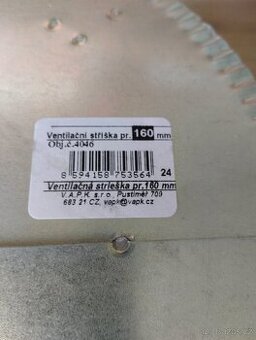 Ventilační stříška pr. 160 mm
Obj.č.4046
8 594158 753564 24
Ventilačná strieška pr.160 mm
V.A.P.K. s.r.o. Pustiměř 709
683 21 CZ, vapk@vapk.cz